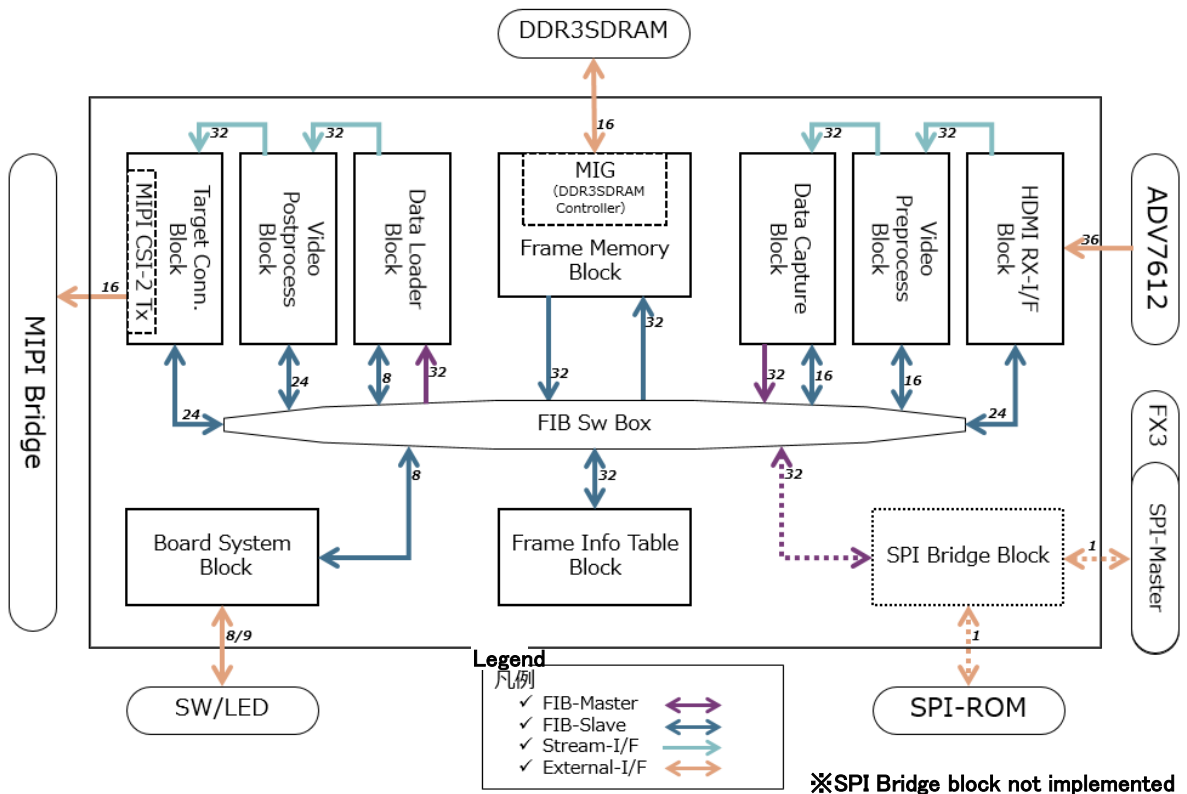 DDR3SDRAM
16
32
32
32
32
MIPI Bridge
MIPI CSI-2 Tx
Target Conn.
Block
Video
Postprocess
Block
Data Loader
Block
MIG
(DDR3SDRAM
Controller)
Frame Memory
Block
Data Capture
Block
Video
Preprocess
Block
HDMI RX-I/F
Block
ADV7612
36
16
24
24
8
32
32
32
32
16
16
24
FIB Sw Box
FX3
SPI-Master
8
32
32
Board System
Block
Frame Info Table
Block
SPI Bridge Block
1
8/9
1
SW/LED
SPI-ROM
Legend
凡例
✓ FIB-Master
✓ FIB-Slave
✓ Stream-I/F
✓ External-I/F
※SPI Bridge block not implemented